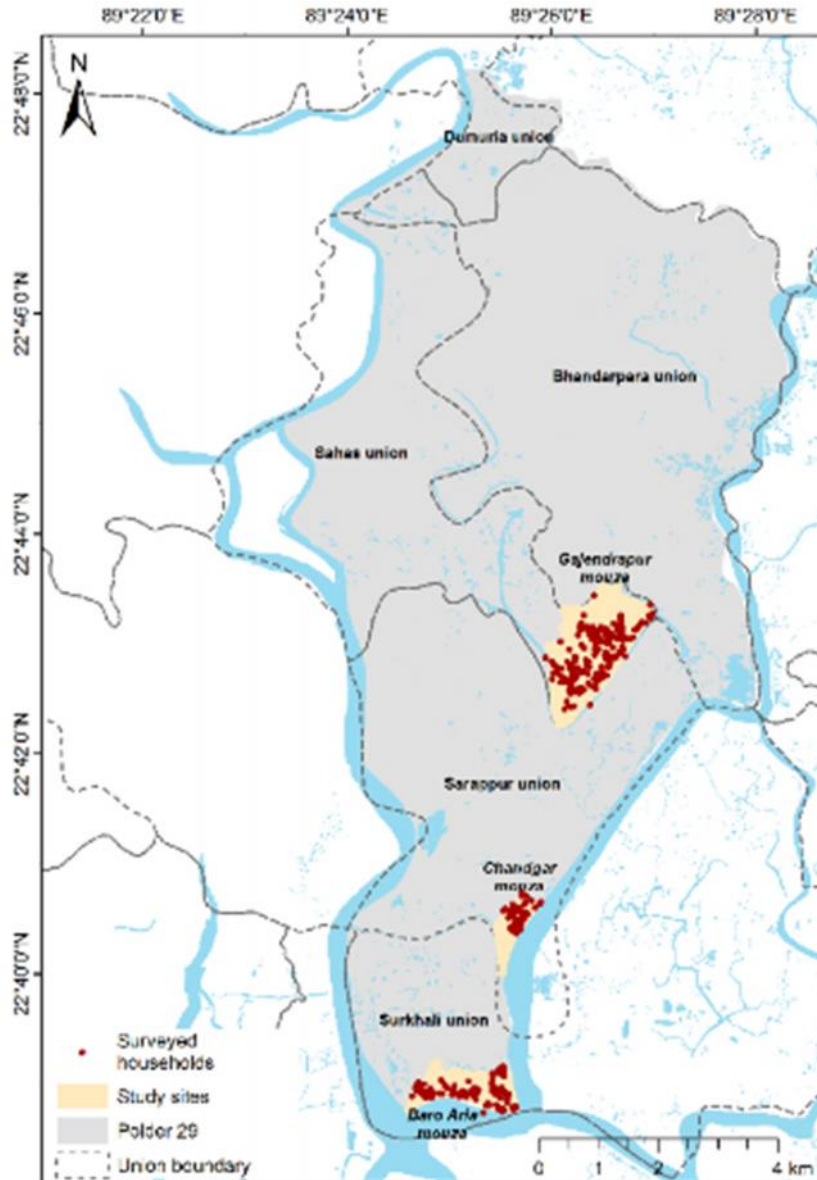 89°22'0"E 89°24'0"E 89°26'0"E 89°28'0"E
N
22°48'0"N
Dumuria union
22°46'0"N
Bhandarpara union
Sahas union
22°44'0"N
Gajendrapur
mouza
22°42'0"N
Sarappur union
Chandgar
mouza
22°40'0"N
Surkhali union
Baro Aria
mouza
Surveyed
households
Study sites
Polder 29
Union boundary
0 1 2 4 km